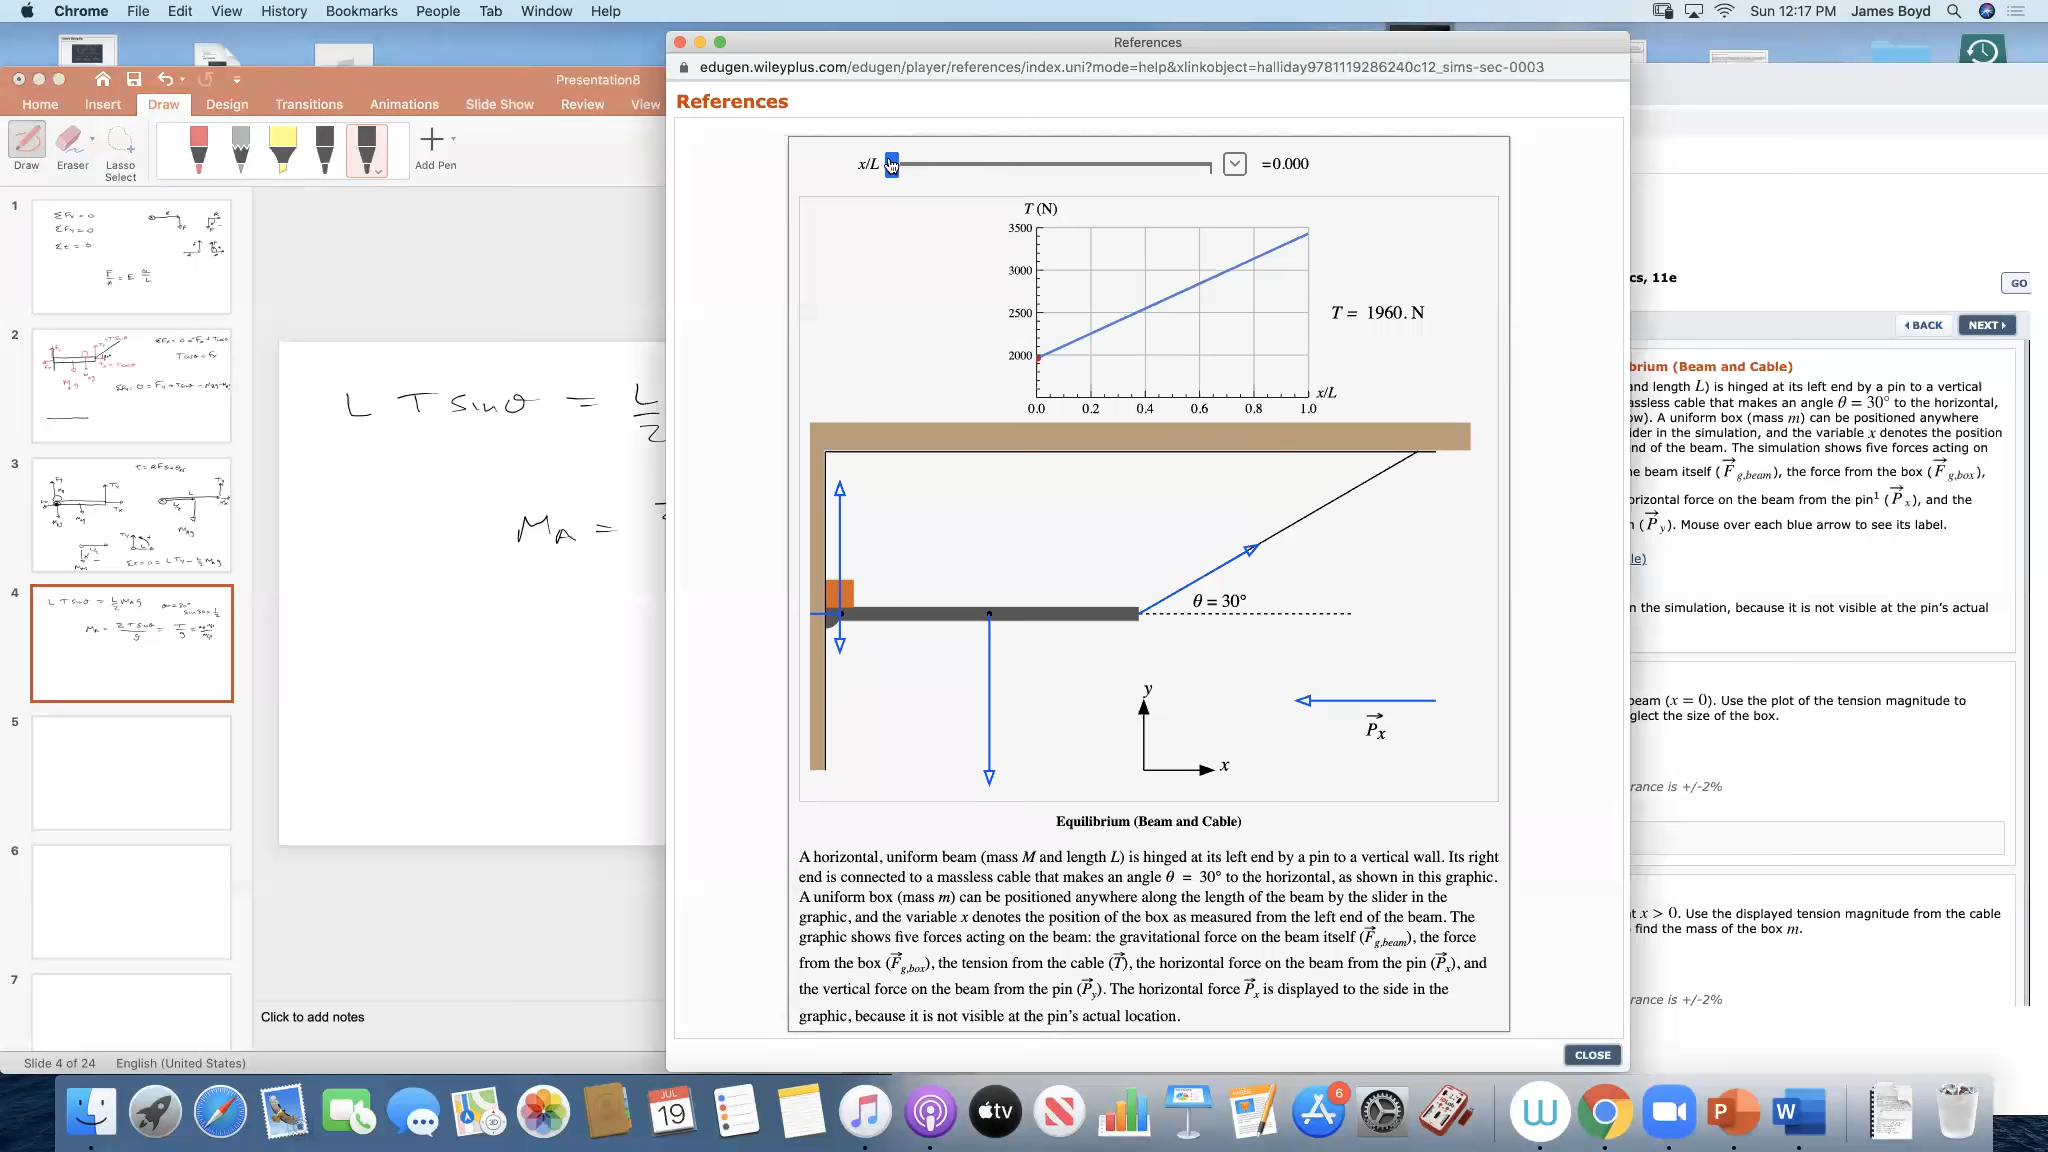 Chrome File Edit View History Bookmarks People Tab Window Help
Sun 12:17 PM James Boyd
Presentation8
Home Insert Draw Design Transitions Animations Slide Show Review View
Draw
Eraser
Lasso Select
Add Pen
1
2
3
4
5
6
7
L T sinθ = L/2
M_A =
Click to add notes
Slide 4 of 24 English (United States)
References
edugen.wileyplus.com/edugen/player/references/index.uni?mode=help&xlinkobject=halliday9781119286240c12_sims-sec-0003
References
x/L =0.000
T (N)
3500
3000
2500
2000
0.0 0.2 0.4 0.6 0.8 1.0
x/L
T = 1960. N
θ = 30°
y
x
P⃗x
Equilibrium (Beam and Cable)
A horizontal, uniform beam (mass M and length L) is hinged at its left end by a pin to a vertical wall. Its right
end is connected to a massless cable that makes an angle θ = 30° to the horizontal, as shown in this graphic.
A uniform box (mass m) can be positioned anywhere along the length of the beam by the slider in the
graphic, and the variable x denotes the position of the box as measured from the left end of the beam. The
graphic shows five forces acting on the beam: the gravitational force on the beam itself (F⃗g,beam), the force
from the box (F⃗g,box), the tension from the cable (T⃗), the horizontal force on the beam from the pin (P⃗x), and
the vertical force on the beam from the pin (P⃗y). The horizontal force P⃗x is displayed to the side in the
graphic, because it is not visible at the pin's actual location.
CLOSE
cs, 11e
GO
BACK NEXT
brium (Beam and Cable)
and length L) is hinged at its left end by a pin to a vertical
assless cable that makes an angle θ = 30° to the horizontal,
ow). A uniform box (mass m) can be positioned anywhere
ider in the simulation, and the variable x denotes the position
nd of the beam. The simulation shows five forces acting on
e beam itself (F⃗g,beam), the force from the box (F⃗g,box),
orizontal force on the beam from the pin¹ (P⃗x), and the
(P⃗y). Mouse over each blue arrow to see its label.
le)
n the simulation, because it is not visible at the pin's actual
beam (x = 0). Use the plot of the tension magnitude to
glect the size of the box.
rance is +/-2%
t x > 0. Use the displayed tension magnitude from the cable
find the mass of the box m.
rance is +/-2%
JUL
19
tv
6